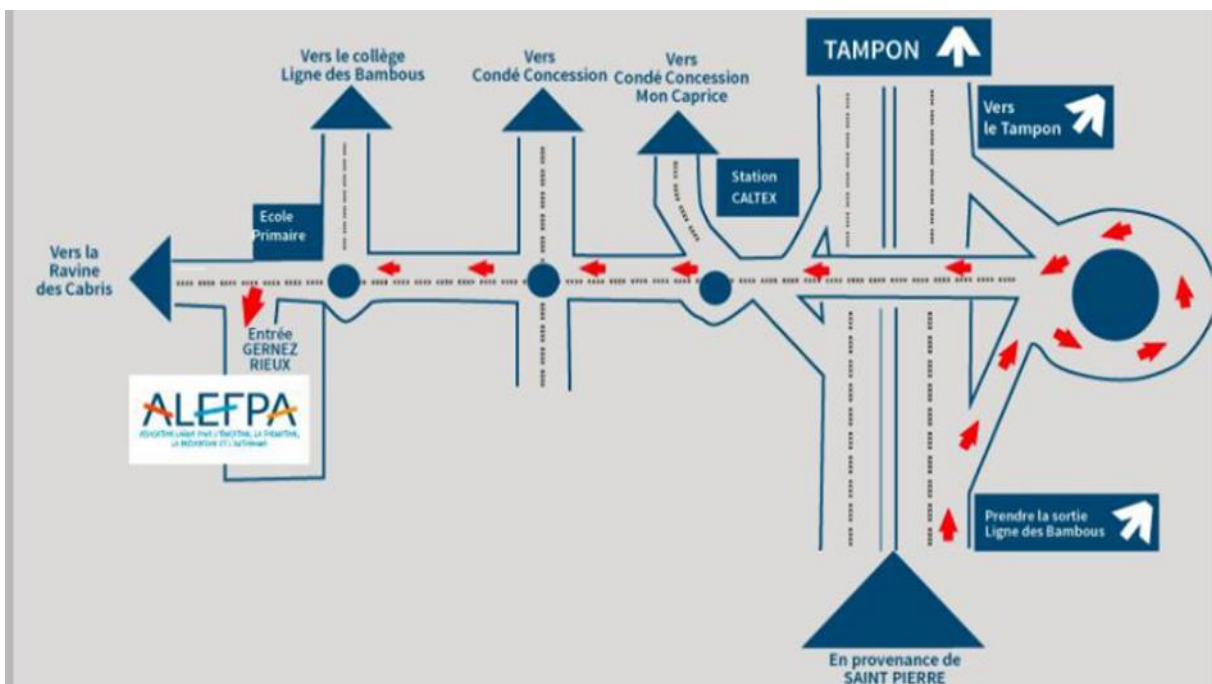 TAMPON
Vers le collège
Ligne des Bambous
Vers
Condé Concession
Vers
Condé Concession
Mon Caprice
Vers
le Tampon
Station
CALTEX
Ecole
Primaire
Vers la
Ravine
des Cabris
Entrée
GERNEZ
RIEUX
ALEFPA
Prendre la sortie
Ligne des Bambous
En provenance de
SAINT PIERRE